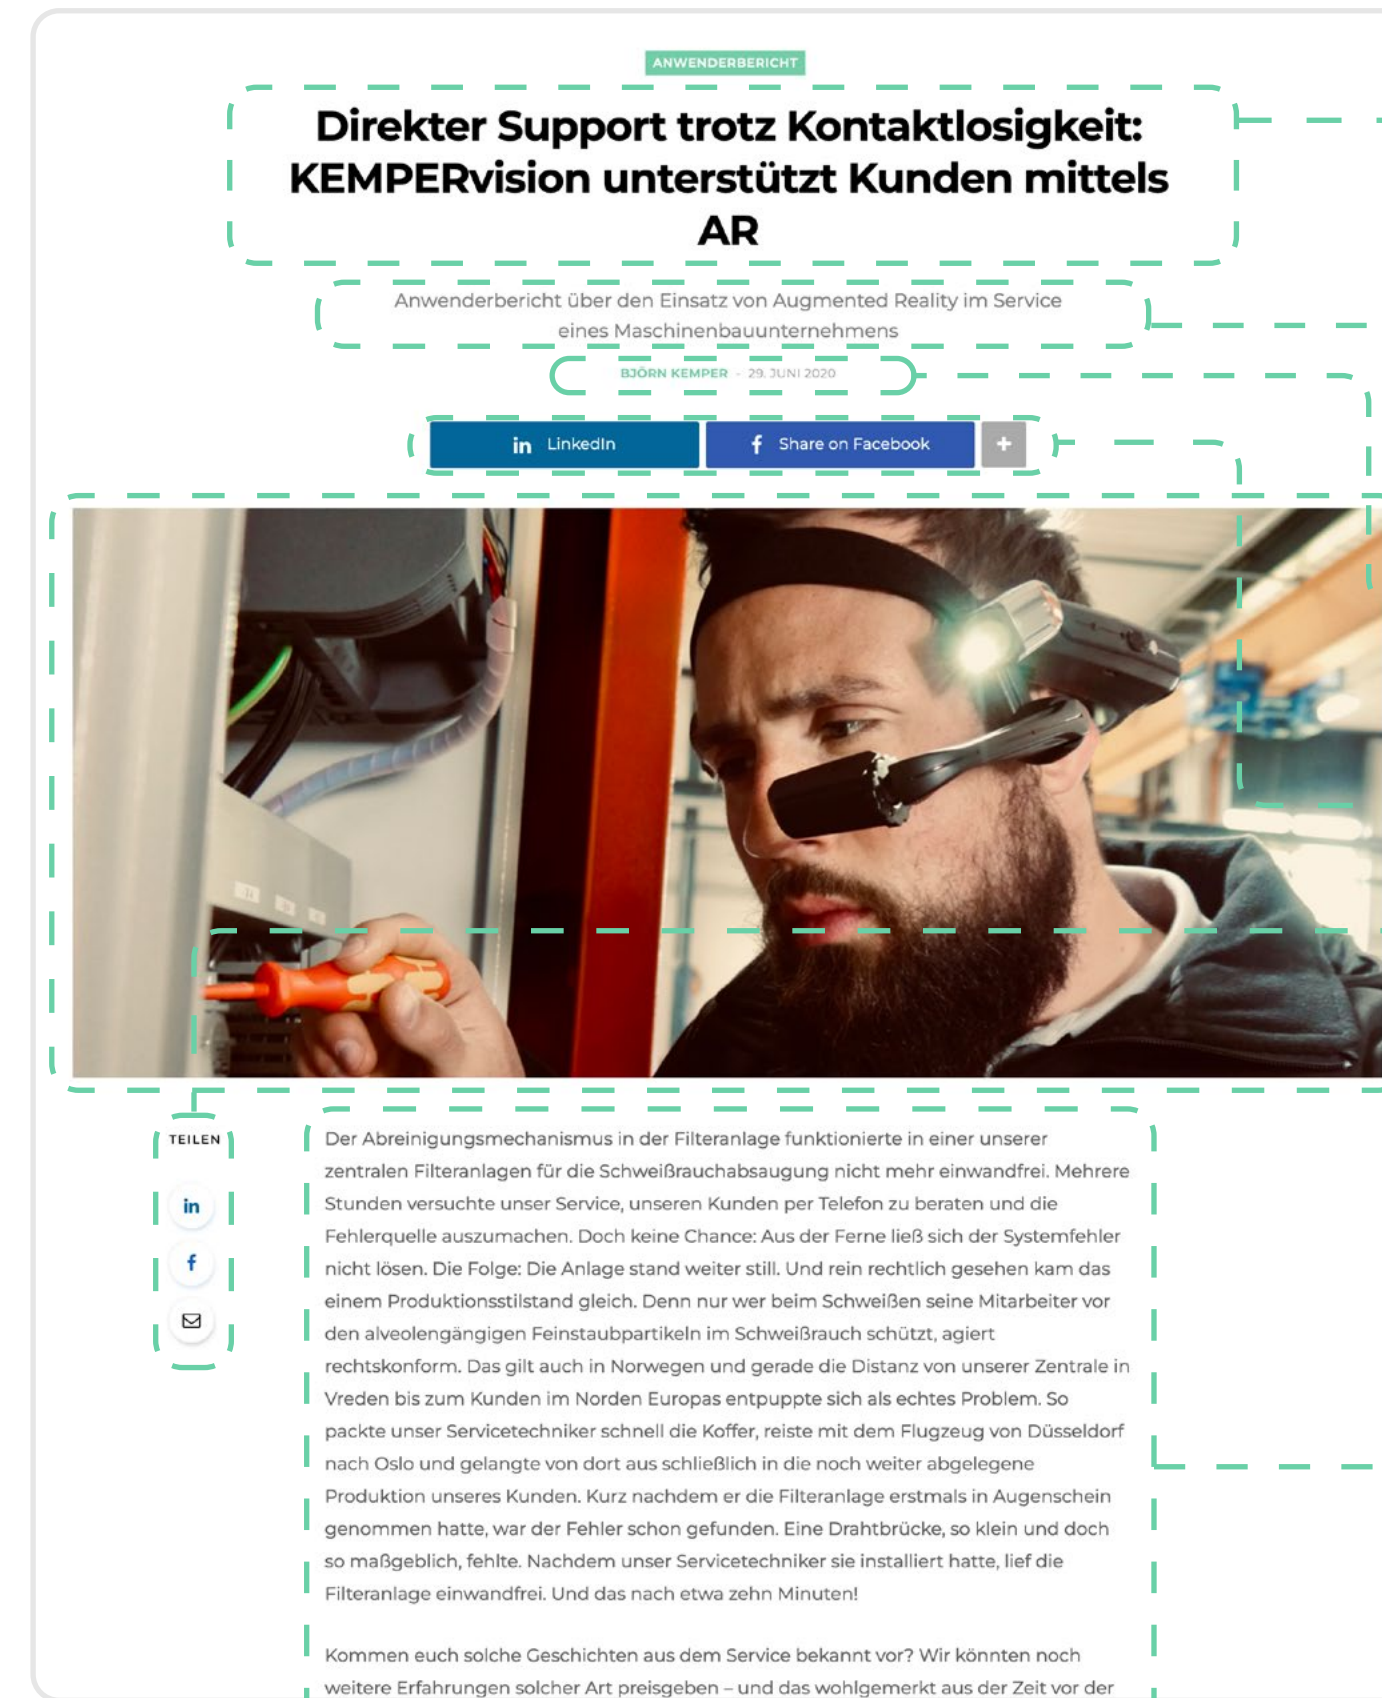 ANWENDERBERICHT
Direkter Support trotz Kontaktlosigkeit:
KEMPERvision unterstützt Kunden mittels
AR
Anwenderbericht über den Einsatz von Augmented Reality im Service
eines Maschinenbauunternehmens
BJÖRN KEMPER - 29. JUNI 2020
in LinkedIn
f Share on Facebook
+
TEILEN
in
f
Der Abreinigungsmechanismus in der Filteranlage funktionierte in einer unserer
zentralen Filteranlagen für die Schweißrauchabsaugung nicht mehr einwandfrei. Mehrere
Stunden versuchte unser Service, unseren Kunden per Telefon zu beraten und die
Fehlerquelle auszumachen. Doch keine Chance: Aus der Ferne ließ sich der Systemfehler
nicht lösen. Die Folge: Die Anlage stand weiter still. Und rein rechtlich gesehen kam das
einem Produktionsstilstand gleich. Denn nur wer beim Schweißen seine Mitarbeiter vor
den alveolengängigen Feinstaubpartikeln im Schweißrauch schützt, agiert
rechtskonform. Das gilt auch in Norwegen und gerade die Distanz von unserer Zentrale in
Vreden bis zum Kunden im Norden Europas entpuppte sich als echtes Problem. So
packte unser Servicetechniker schnell die Koffer, reiste mit dem Flugzeug von Düsseldorf
nach Oslo und gelangte von dort aus schließlich in die noch weiter abgelegene
Produktion unseres Kunden. Kurz nachdem er die Filteranlage erstmals in Augenschein
genommen hatte, war der Fehler schon gefunden. Eine Drahtbrücke, so klein und doch
so maßgeblich, fehlte. Nachdem unser Servicetechniker sie installiert hatte, lief die
Filteranlage einwandfrei. Und das nach etwa zehn Minuten!
Kommen euch solche Geschichten aus dem Service bekannt vor? Wir könnten noch
weitere Erfahrungen solcher Art preisgeben – und das wohlgemerkt aus der Zeit vor der